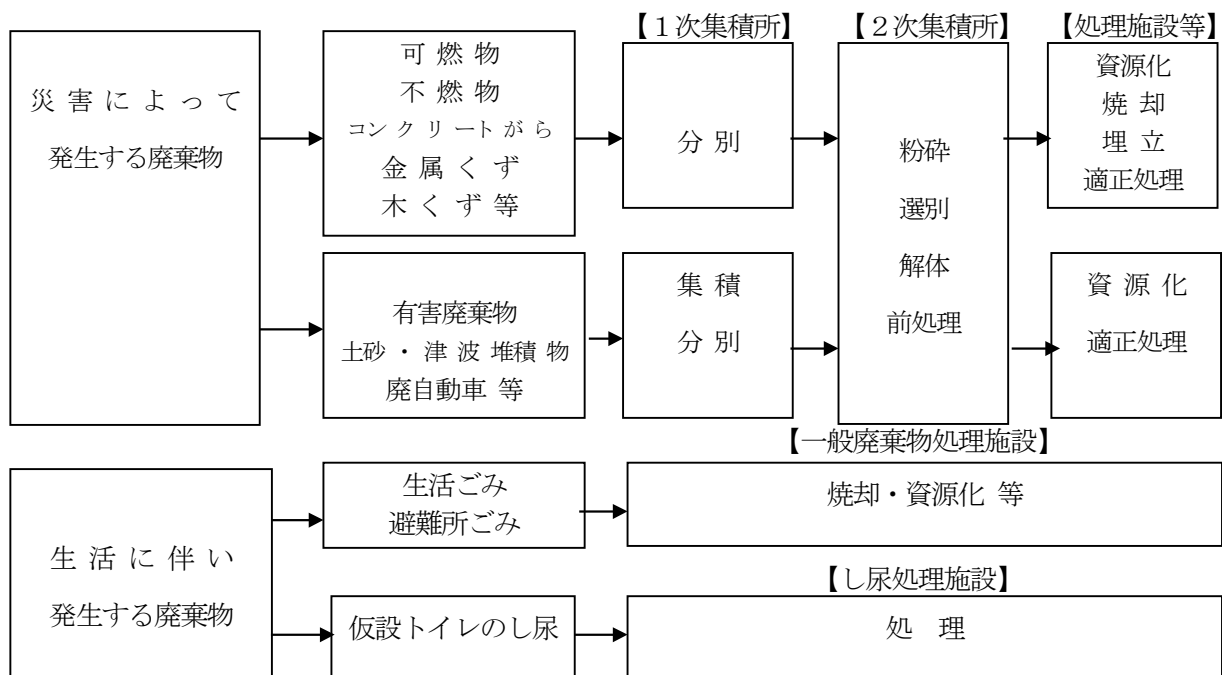 【１次集積所】
【２次集積所】
【処理施設等】
災害によって
発生する廃棄物
可燃物
不燃物
コンクリートがら
金属くず
木くず等
分別
粉砕
選別
解体
前処理
資源化
焼却
埋立
適正処理
有害廃棄物
土砂・津波堆積物
廃自動車等
集積
分別
資源化
適正処理
【一般廃棄物処理施設】
生活に伴い
発生する廃棄物
生活ごみ
避難所ごみ
焼却・資源化 等
【し尿処理施設】
仮設トイレのし尿
処　理